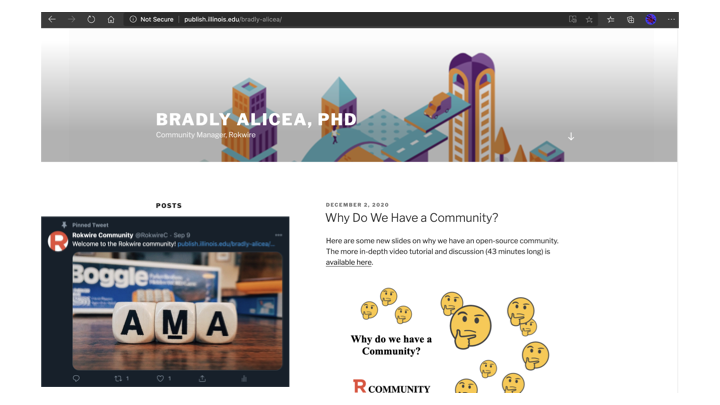 Not Secure | publish.illinois.edu/bradly-alicea/
BRADLY ALICEA, PHD
Community Manager, Rokwire
POSTS
Pinned Tweet
Rokwire Community @RokwireC · Sep 9
Welcome to the Rokwire community! publish.illinois.edu/bradly-alicea/...
Boggle
A M A
1 1
DECEMBER 2, 2020
Why Do We Have a Community?
Here are some new slides on why we have an open-source community.
The more in-depth video tutorial and discussion (43 minutes long) is
available here.
Why do we have a
Community?
R COMMUNITY